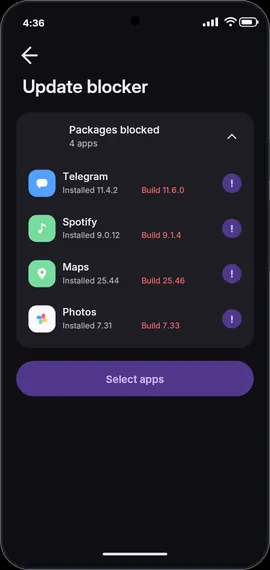 4:36
Update blocker
Packages blocked
4 apps
Telegram
Installed 11.4.2 Build 11.6.0
!
Spotify
Installed 9.0.12 Build 9.1.4
!
Maps
Installed 25.44 Build 25.46
!
Photos
Installed 7.31 Build 7.33
!
Select apps